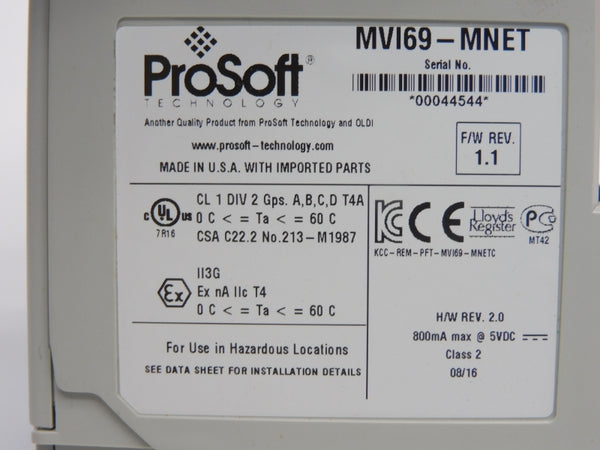 ProSoft®
TECHNOLOGY
Another Quality Product from ProSoft Technology and OLDI
www.prosoft-technology.com
MADE IN U.S.A. WITH IMPORTED PARTS
MVI69-MNET
Serial No.
*00044544*
F/W REV.
1.1
c UL us
7R16
CL 1 DIV 2 Gps. A,B,C,D T4A
0 C < = Ta < = 60 C
CSA C22.2 No.213-M1987
Ex
II3G
Ex nA IIc T4
0 C < = Ta < = 60 C
For Use in Hazardous Locations
SEE DATA SHEET FOR INSTALLATION DETAILS
CE
Lloyd's
Register
MT42
KCC-REM-PFT-MVI69-MNETC
H/W REV. 2.0
800mA max @ 5VDC
Class 2
08/16